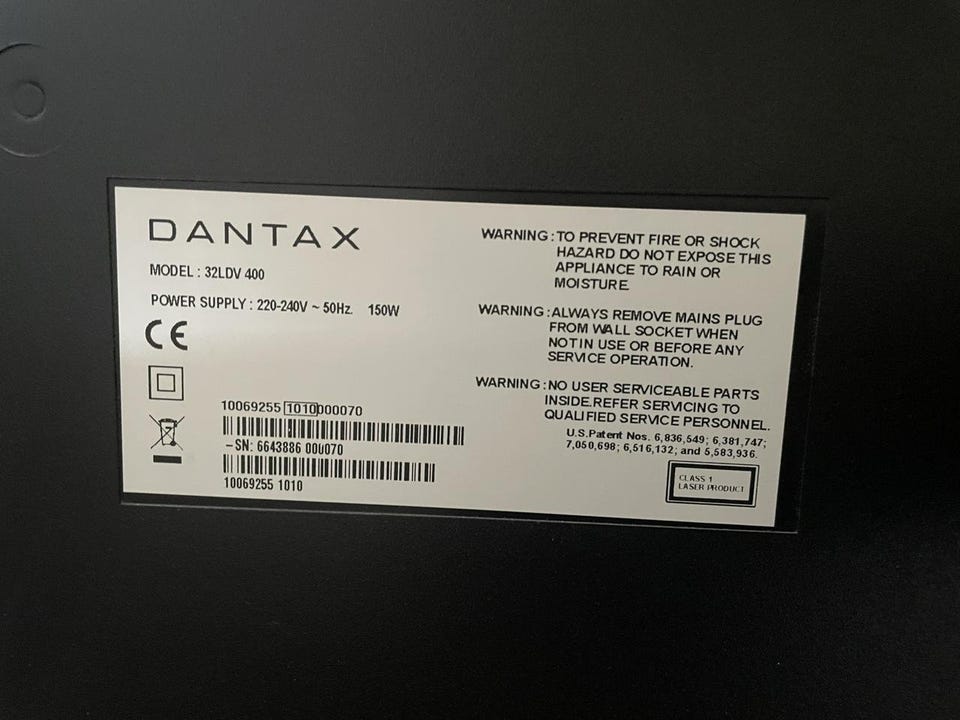 DANTAX
MODEL : 32LDV 400
POWER SUPPLY : 220-240V ~ 50Hz. 150W
CE
10069255 1010000070
-SN: 6643886 000070
10069255 1010
WARNING : TO PREVENT FIRE OR SHOCK
HAZARD DO NOT EXPOSE THIS
APPLIANCE TO RAIN OR
MOISTURE.
WARNING : ALWAYS REMOVE MAINS PLUG
FROM WALL SOCKET WHEN
NOT IN USE OR BEFORE ANY
SERVICE OPERATION.
WARNING : NO USER SERVICEABLE PARTS
INSIDE.REFER SERVICING TO
QUALIFIED SERVICE PERSONNEL.
U.S.Patent Nos. 6,836,549; 6,381,747;
7,050,698; 6,516,132; and 5,583,936.
CLASS 1
LASER PRODUCT